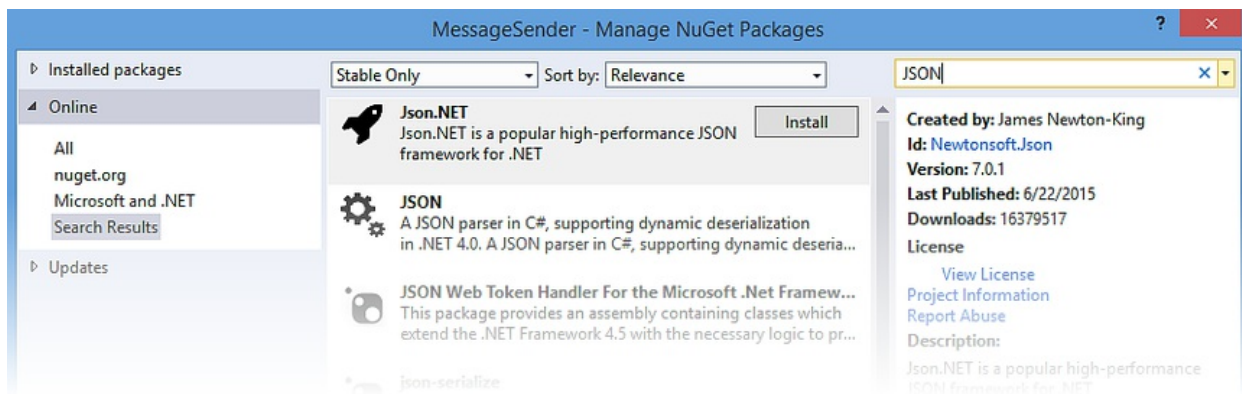 MessageSender - Manage NuGet Packages
?
Installed packages
Online
All
nuget.org
Microsoft and .NET
Search Results
Updates
Stable Only
Sort by: Relevance
Json.NET
Install
Json.NET is a popular high-performance JSON
framework for .NET
JSON
A JSON parser in C#, supporting dynamic deserialization
in .NET 4.0. A JSON parser in C#, supporting dynamic deseria...
JSON Web Token Handler For the Microsoft .Net Framew...
This package provides an assembly containing classes which
extend the .NET Framework 4.5 with the necessary logic to pr...
json-serialize
JSON
Created by: James Newton-King
Id: Newtonsoft.Json
Version: 7.0.1
Last Published: 6/22/2015
Downloads: 16379517
License
View License
Project Information
Report Abuse
Description:
Json.NET is a popular high-performance
JSON framework for .NET